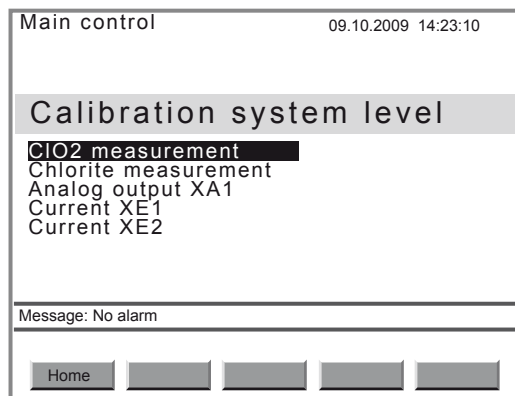 Main control 09.10.2009 14:23:10
Calibration system level
ClO2 measurement
Chlorite measurement
Analog output XA1
Current XE1
Current XE2
Message: No alarm
Home